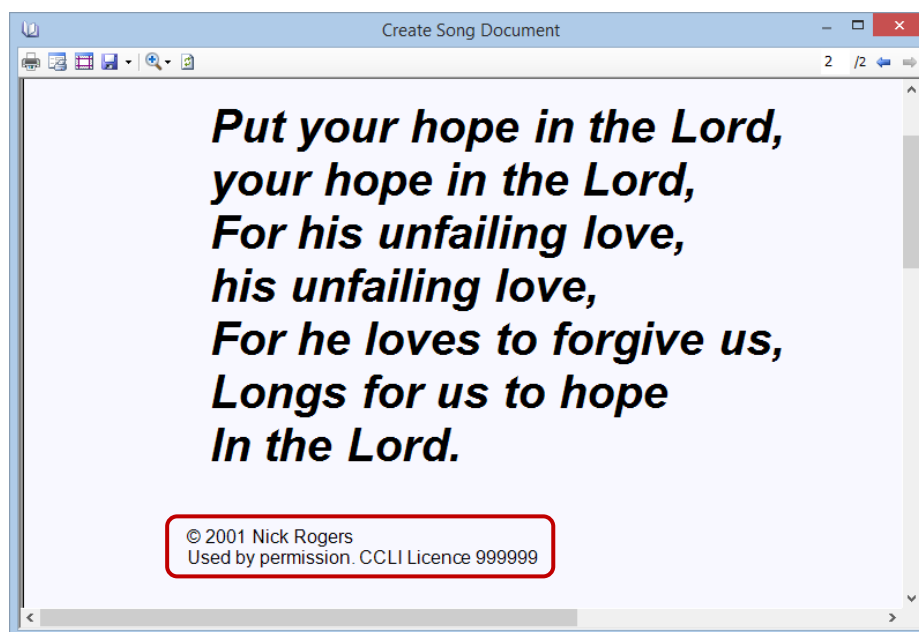 Create Song Document
2 /2
Put your hope in the Lord,
your hope in the Lord,
For his unfailing love,
his unfailing love,
For he loves to forgive us,
Longs for us to hope
In the Lord.
© 2001 Nick Rogers
Used by permission. CCLI Licence 999999